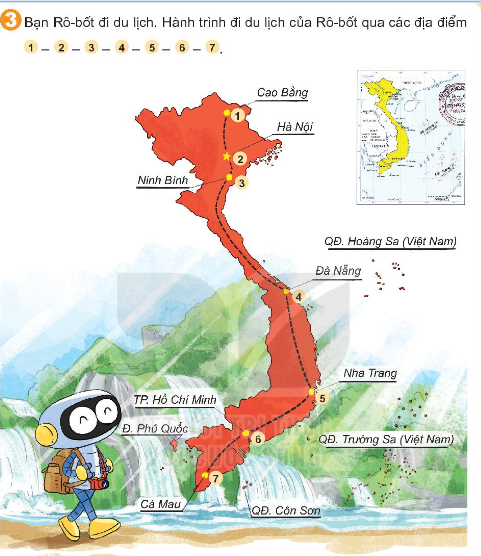 3 Bạn Rô-bốt đi du lịch. Hành trình đi du lịch của Rô-bốt qua các địa điểm
1 – 2 – 3 – 4 – 5 – 6 – 7.
Cao Bằng
1
Hà Nội
2
Ninh Bình
3
QĐ. Hoàng Sa (Việt Nam)
Đà Nẵng
4
Nha Trang
5
TP. Hồ Chí Minh
Đ. Phú Quốc
6
QĐ. Trường Sa (Việt Nam)
7
Cà Mau
QĐ. Côn Sơn